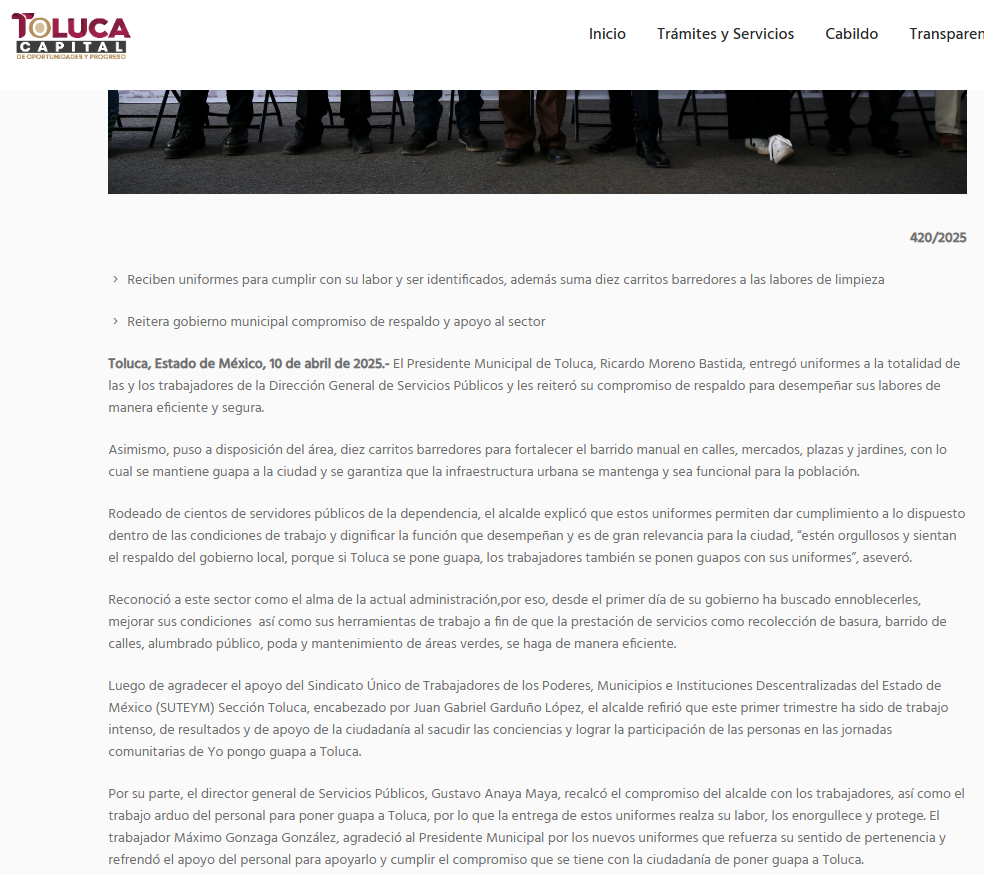 TOLUCA
CAPITAL
DE OPORTUNIDADES Y PROGRESO
Inicio Trámites y Servicios Cabildo Transparen
420/2025
Reciben uniformes para cumplir con su labor y ser identificados, además suma diez carritos barredores a las labores de limpieza
Reitera gobierno municipal compromiso de respaldo y apoyo al sector
Toluca, Estado de México, 10 de abril de 2025.- El Presidente Municipal de Toluca, Ricardo Moreno Bastida, entregó uniformes a la totalidad de
las y los trabajadores de la Dirección General de Servicios Públicos y les reiteró su compromiso de respaldo para desempeñar sus labores de
manera eficiente y segura.
Asimismo, puso a disposición del área, diez carritos barredores para fortalecer el barrido manual en calles, mercados, plazas y jardines, con lo
cual se mantiene guapa a la ciudad y se garantiza que la infraestructura urbana se mantenga y sea funcional para la población.
Rodeado de cientos de servidores públicos de la dependencia, el alcalde explicó que estos uniformes permiten dar cumplimiento a lo dispuesto
dentro de las condiciones de trabajo y dignificar la función que desempeñan y es de gran relevancia para la ciudad, “estén orgullosos y sientan
el respaldo del gobierno local, porque si Toluca se pone guapa, los trabajadores también se ponen guapos con sus uniformes”, aseveró.
Reconoció a este sector como el alma de la actual administración,por eso, desde el primer día de su gobierno ha buscado ennoblecerles,
mejorar sus condiciones  así como sus herramientas de trabajo a fin de que la prestación de servicios como recolección de basura, barrido de
calles, alumbrado público, poda y mantenimiento de áreas verdes, se haga de manera eficiente.
Luego de agradecer el apoyo del Sindicato Único de Trabajadores de los Poderes, Municipios e Instituciones Descentralizadas del Estado de
México (SUTEYM) Sección Toluca, encabezado por Juan Gabriel Garduño López, el alcalde refirió que este primer trimestre ha sido de trabajo
intenso, de resultados y de apoyo de la ciudadanía al sacudir las conciencias y lograr la participación de las personas en las jornadas
comunitarias de Yo pongo guapa a Toluca.
Por su parte, el director general de Servicios Públicos, Gustavo Anaya Maya, recalcó el compromiso del alcalde con los trabajadores, así como el
trabajo arduo del personal para poner guapa a Toluca, por lo que la entrega de estos uniformes realza su labor, los enorgullece y protege. El
trabajador Máximo Gonzaga González, agradeció al Presidente Municipal por los nuevos uniformes que refuerza su sentido de pertenencia y
refrendó el apoyo del personal para apoyarlo y cumplir el compromiso que se tiene con la ciudadanía de poner guapa a Toluca.